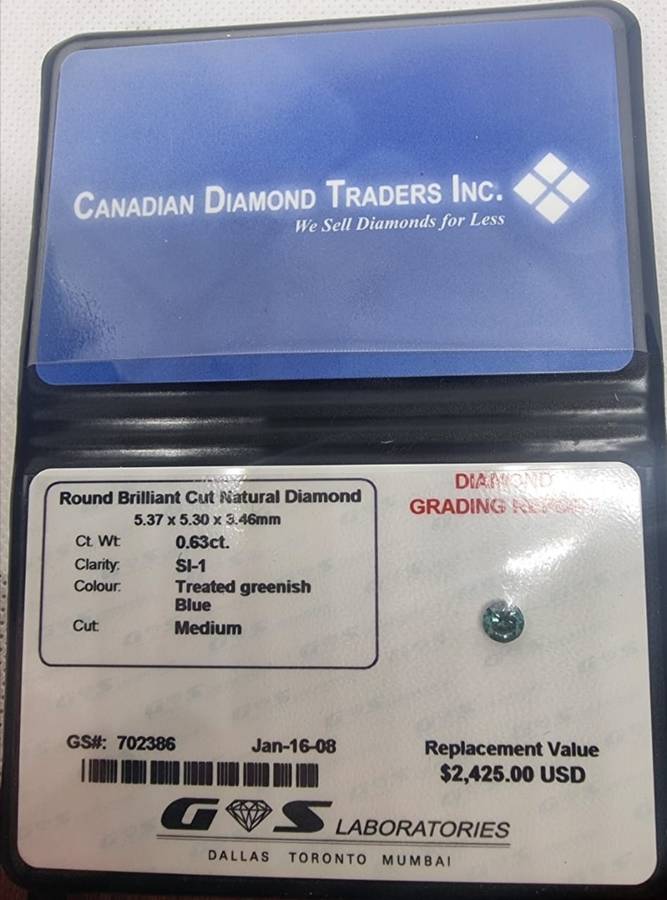 CANADIAN DIAMOND TRADERS INC.
We Sell Diamonds for Less
DIAMOND
GRADING REPORT
Round Brilliant Cut Natural Diamond
5.37 x 5.30 x 3.46mm
Ct. Wt: 0.63ct.
Clarity: SI-1
Colour: Treated greenish
Blue
Cut: Medium
GS#: 702386 Jan-16-08
Replacement Value
$2,425.00 USD
G S LABORATORIES
DALLAS TORONTO MUMBAI